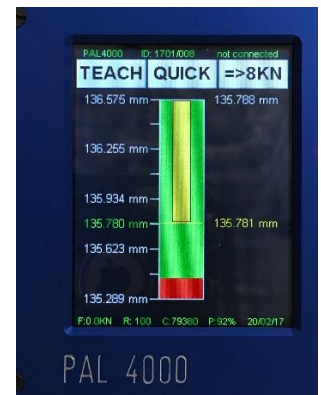 PAL4000 ID: 1701/008 not connected
TEACH QUICK =>8KN
136.575 mm 135.788 mm
136.255 mm
135.934 mm
135.780 mm 135.781 mm
135.623 mm
135.289 mm
F:0.0KN R: 100 C:79380 P:92% 20/02/17
PAL 4000